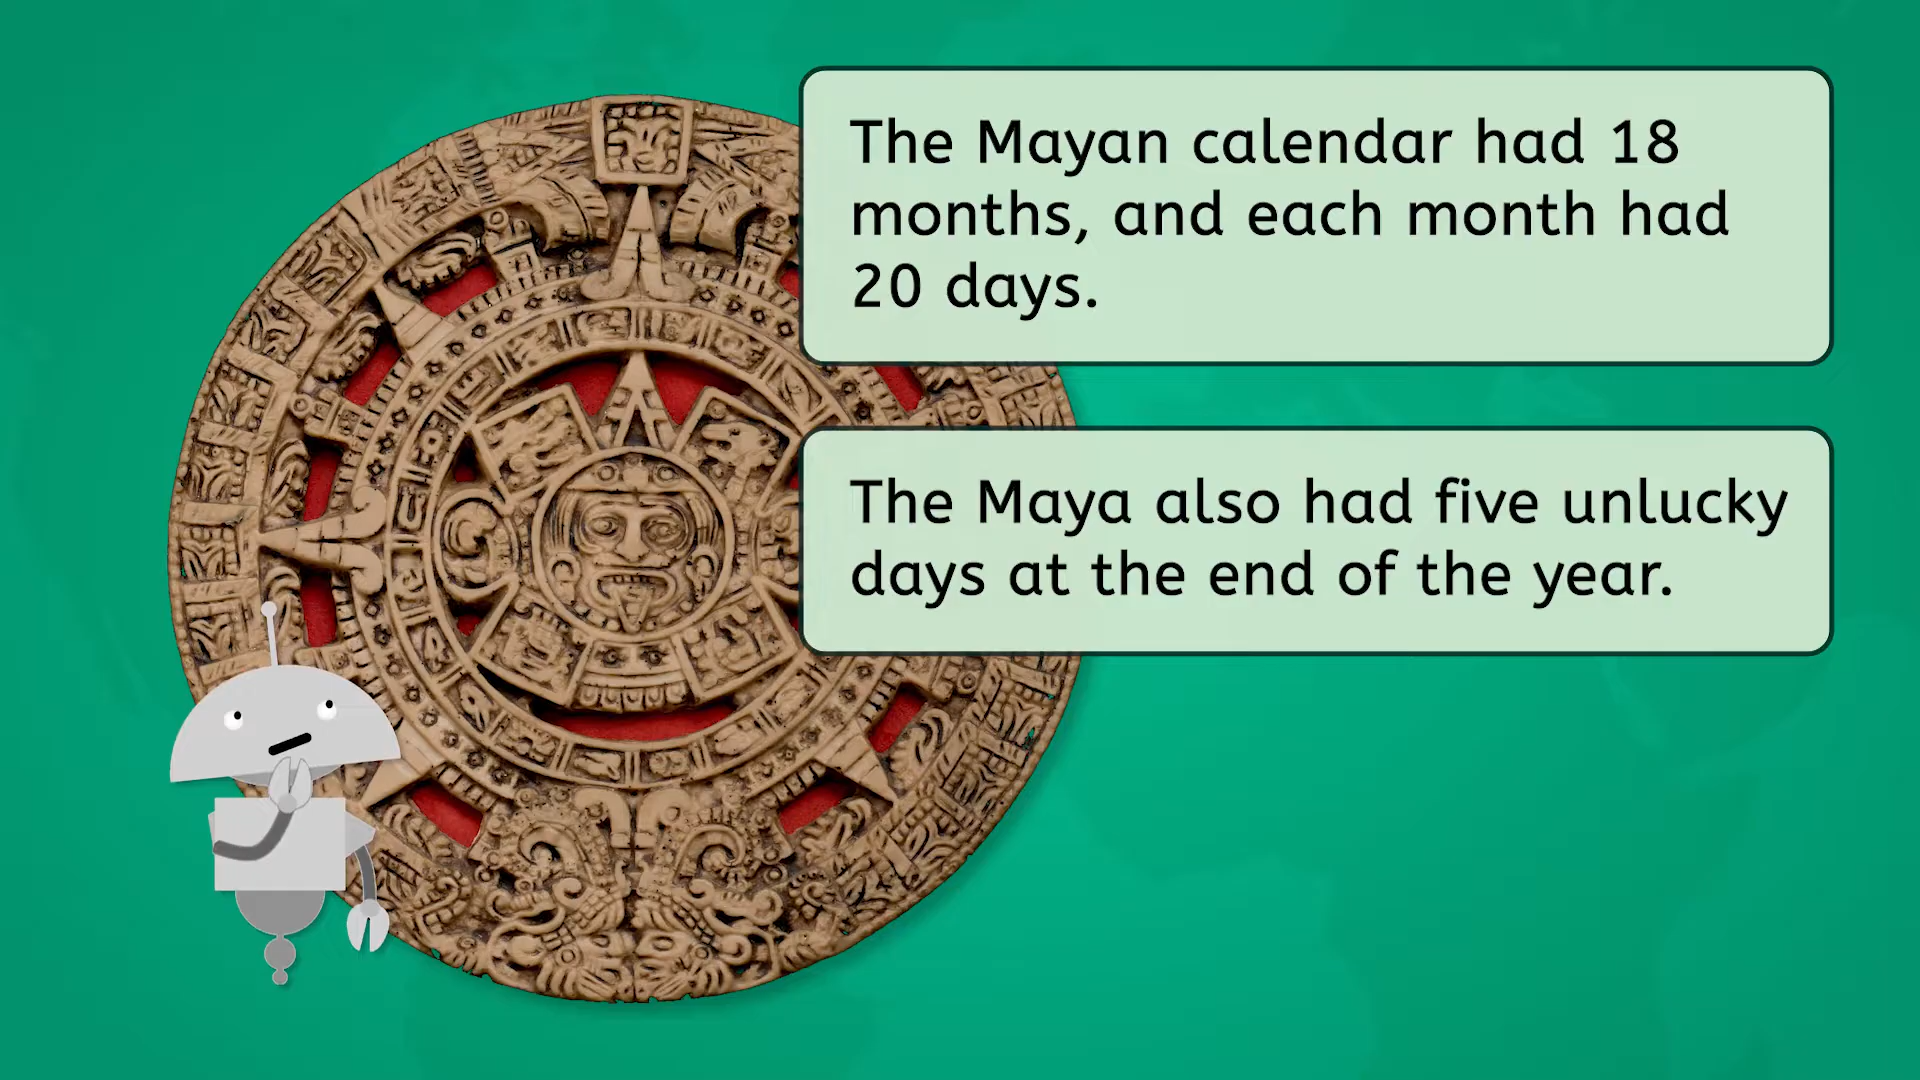 The Mayan calendar had 18
months, and each month had
20 days.
The Maya also had five unlucky
days at the end of the year.